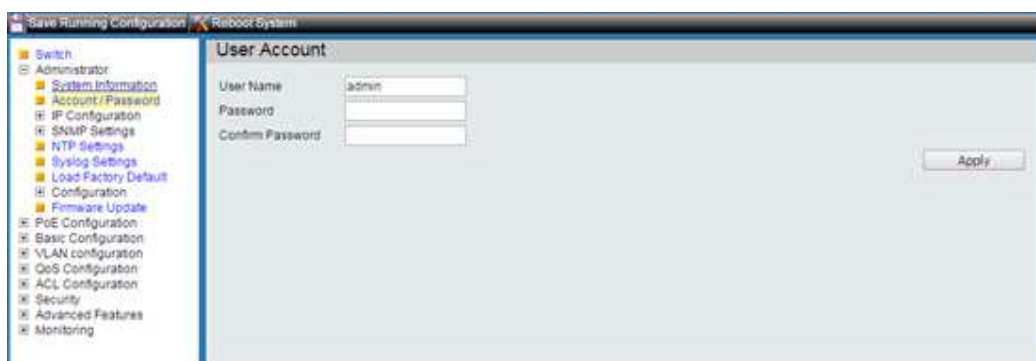 Save Running Configuration Reboot System
Switch
Administrator
System Information
Account / Password
IP Configuration
SNMP Settings
NTP Settings
Syslog Settings
Load Factory Default
Configuration
Firmware Update
PoE Configuration
Basic Configuration
VLAN configuration
QoS Configuration
ACL Configuration
Security
Advanced Features
Monitoring
User Account
User Name admin
Password
Confirm Password
Apply